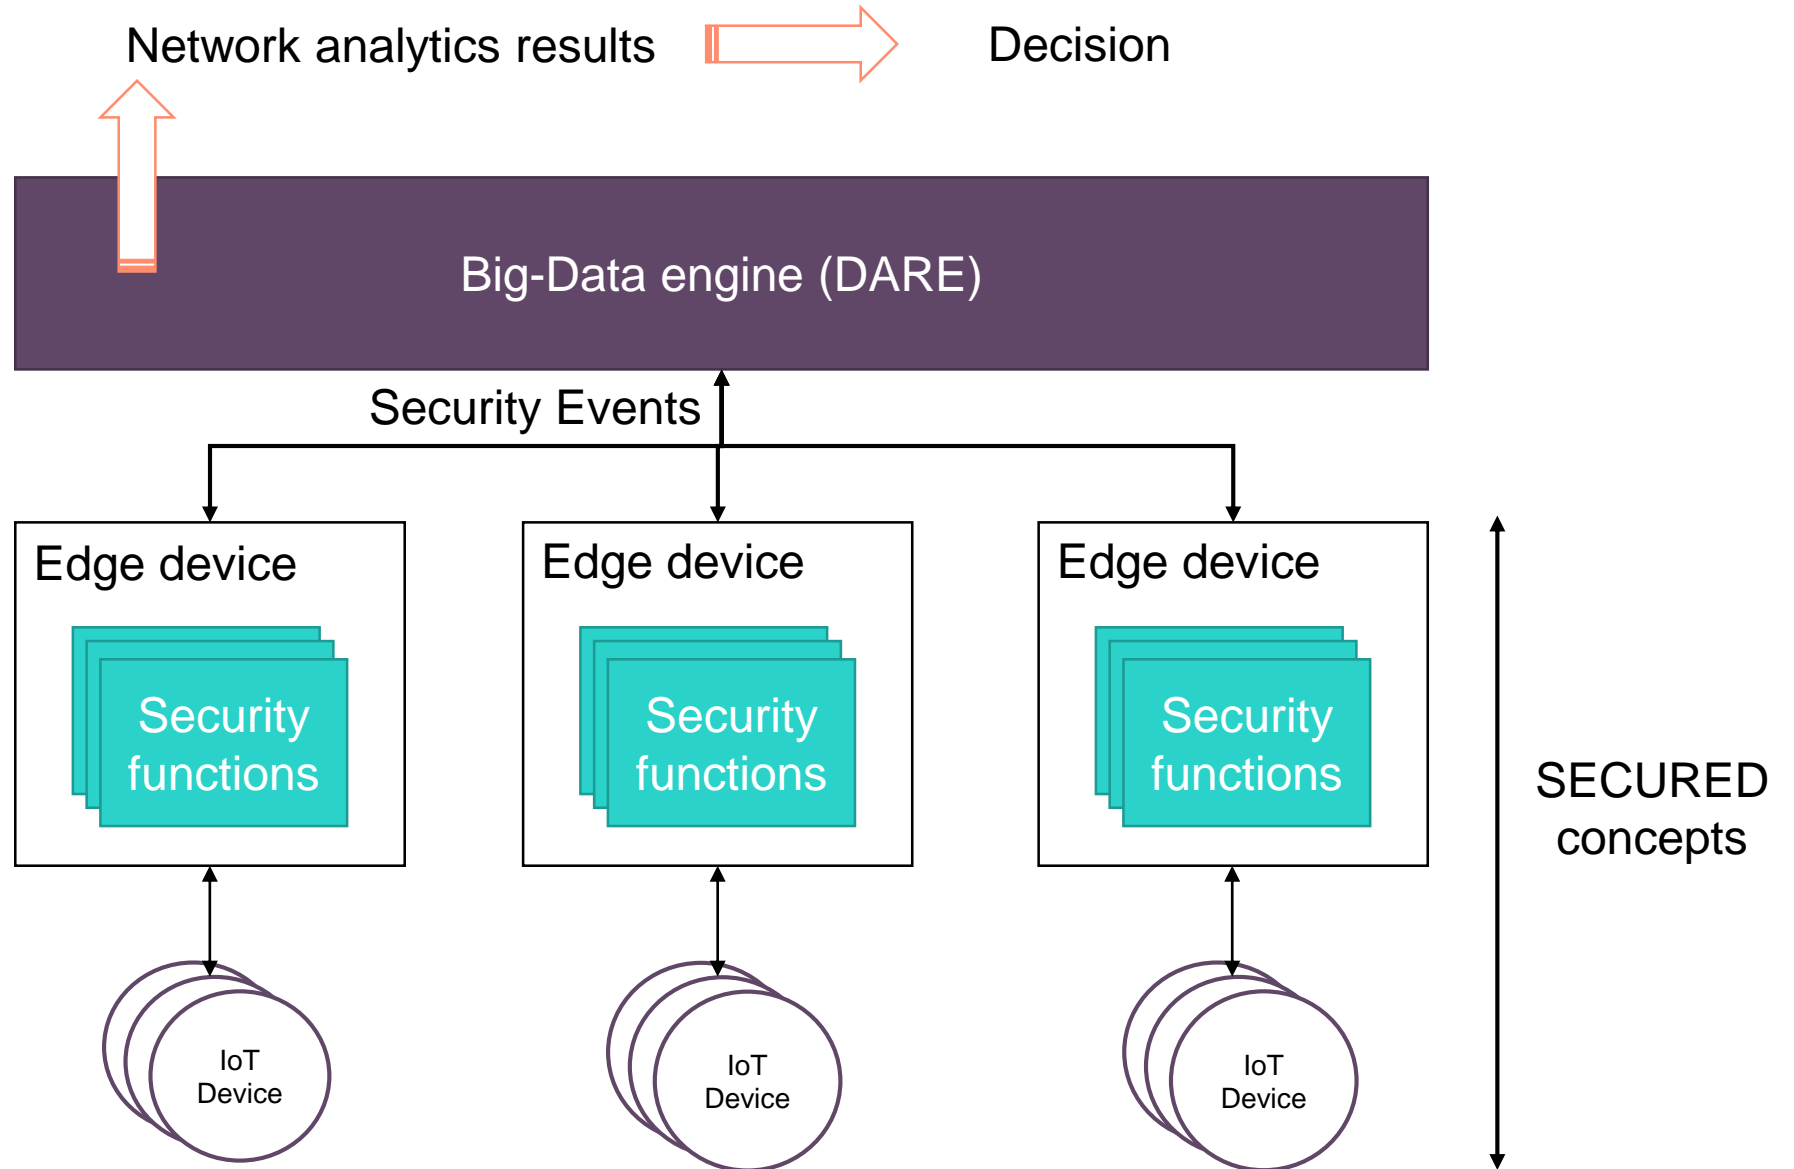 Network analytics results
Decision
Big-Data engine (DARE)
Security Events
Edge device
Edge device
Edge device
Security
functions
Security
functions
Security
functions
SECURED
concepts
IoT
Device
IoT
Device
IoT
Device